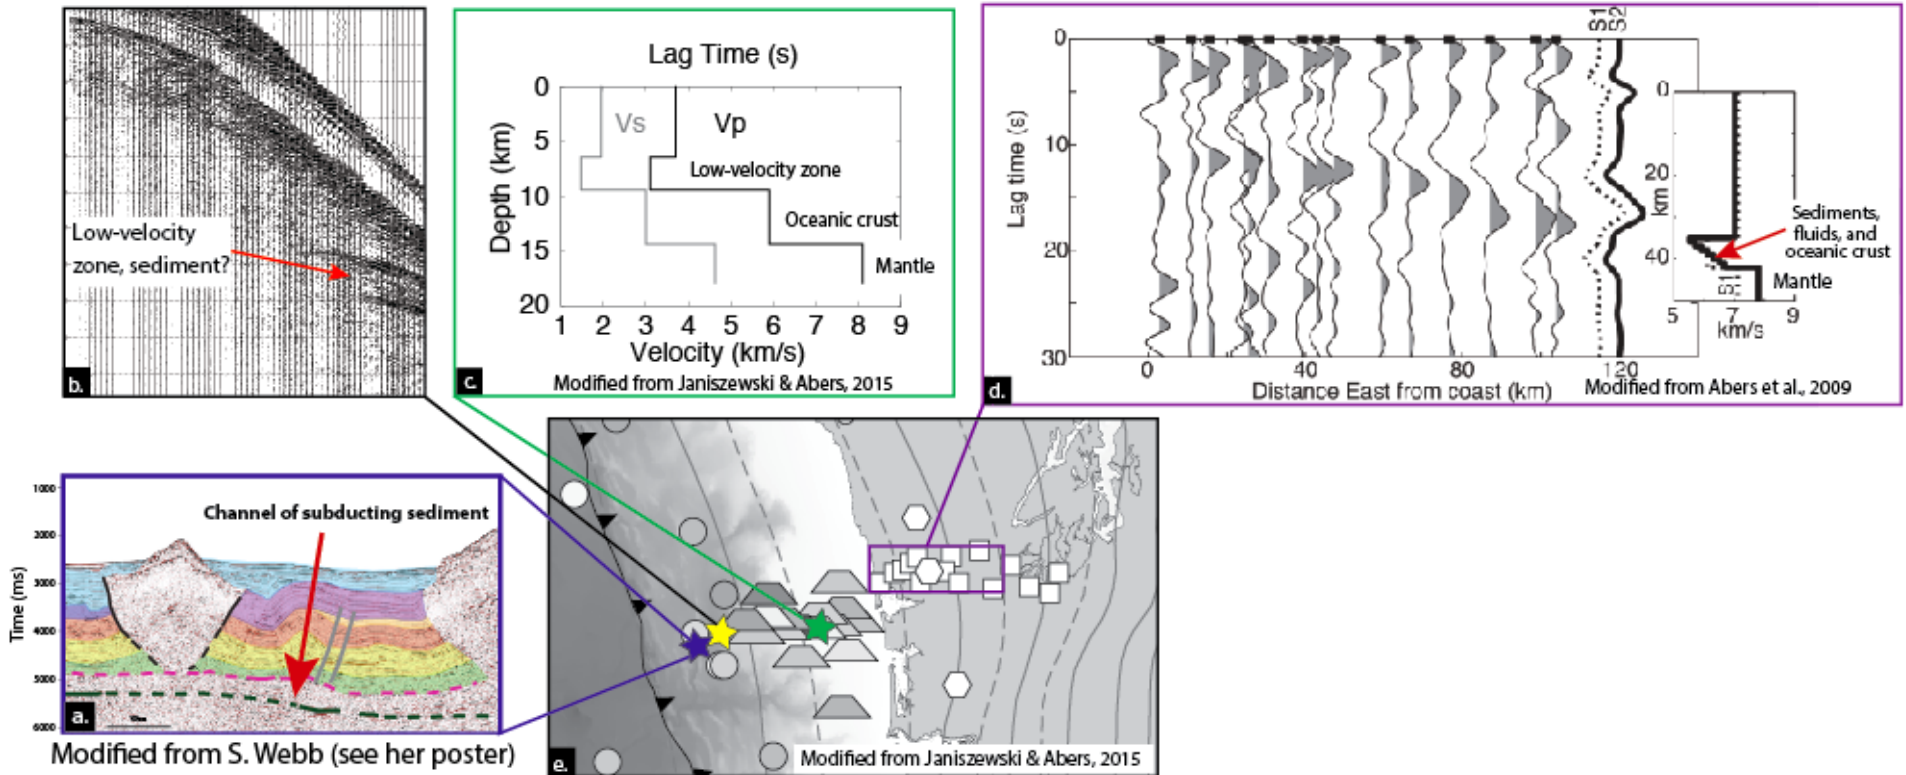 Low-velocity
zone, sediment?
b.
Lag Time (s)
Depth (km)
0
5
10
15
20
Vs
Vp
Low-velocity zone
Oceanic crust
Mantle
1 2 3 4 5 6 7 8 9
Velocity (km/s)
Modified from Janiszewski & Abers, 2015
c.
S1
S2
Lag time (s)
0
10
20
30
0 40 80 120
Distance East from coast (km)
km
0
20
40
S1
5 7 9
km/s
Sediments,
fluids, and
oceanic crust
Mantle
Modified from Abers et al., 2009
d.
Time (ms)
1000
2000
3000
4000
5000
6000
Channel of subducting sediment
a.
Modified from S. Webb (see her poster)
e.
Modified from Janiszewski & Abers, 2015